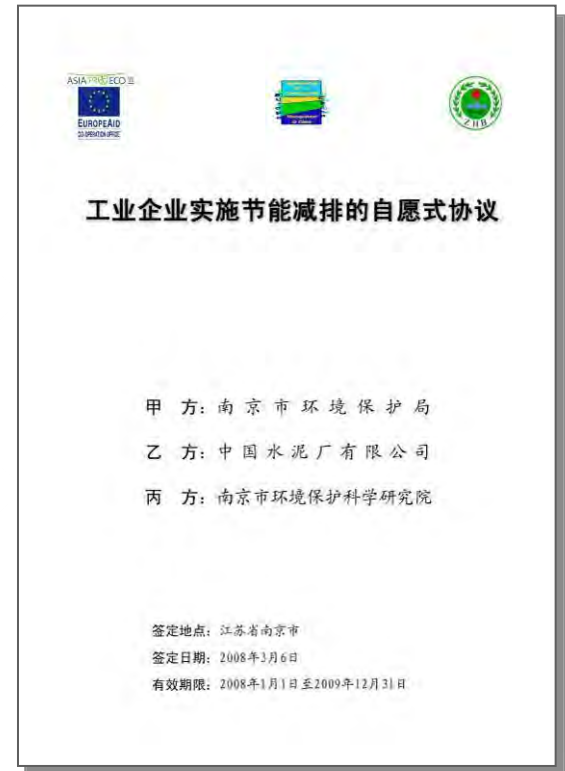 ASIA PRO ECO II
EUROPEAID
CO-OPERATION OFFICE
ZHB
工业企业实施节能减排的自愿式协议
甲 方：南京市环境保护局
乙 方：中国水泥厂有限公司
丙 方：南京市环境保护科学研究院
签定地点：江苏省南京市
签定日期：2008年3月6日
有效期限：2008年1月1日至2009年12月31日